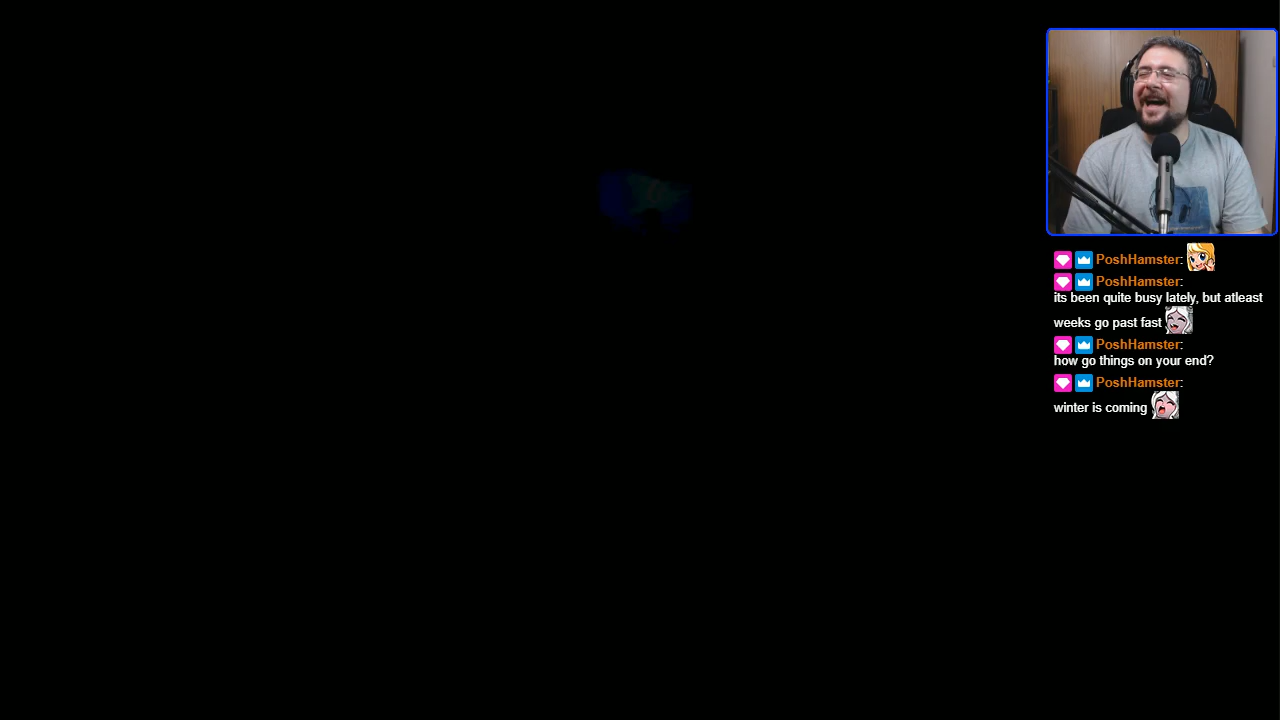 PoshHamster:
PoshHamster:
its been quite busy lately, but atleast
weeks go past fast
PoshHamster:
how go things on your end?
PoshHamster:
winter is coming